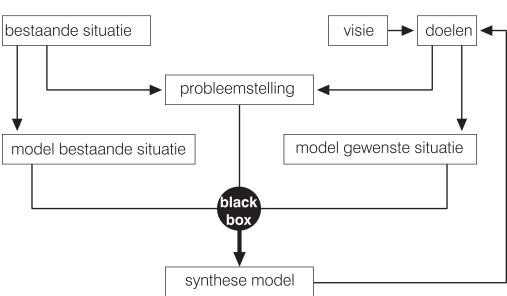 bestaande situatie
visie
doelen
probleemstelling
model bestaande situatie
model gewenste situatie
black
box
synthese model